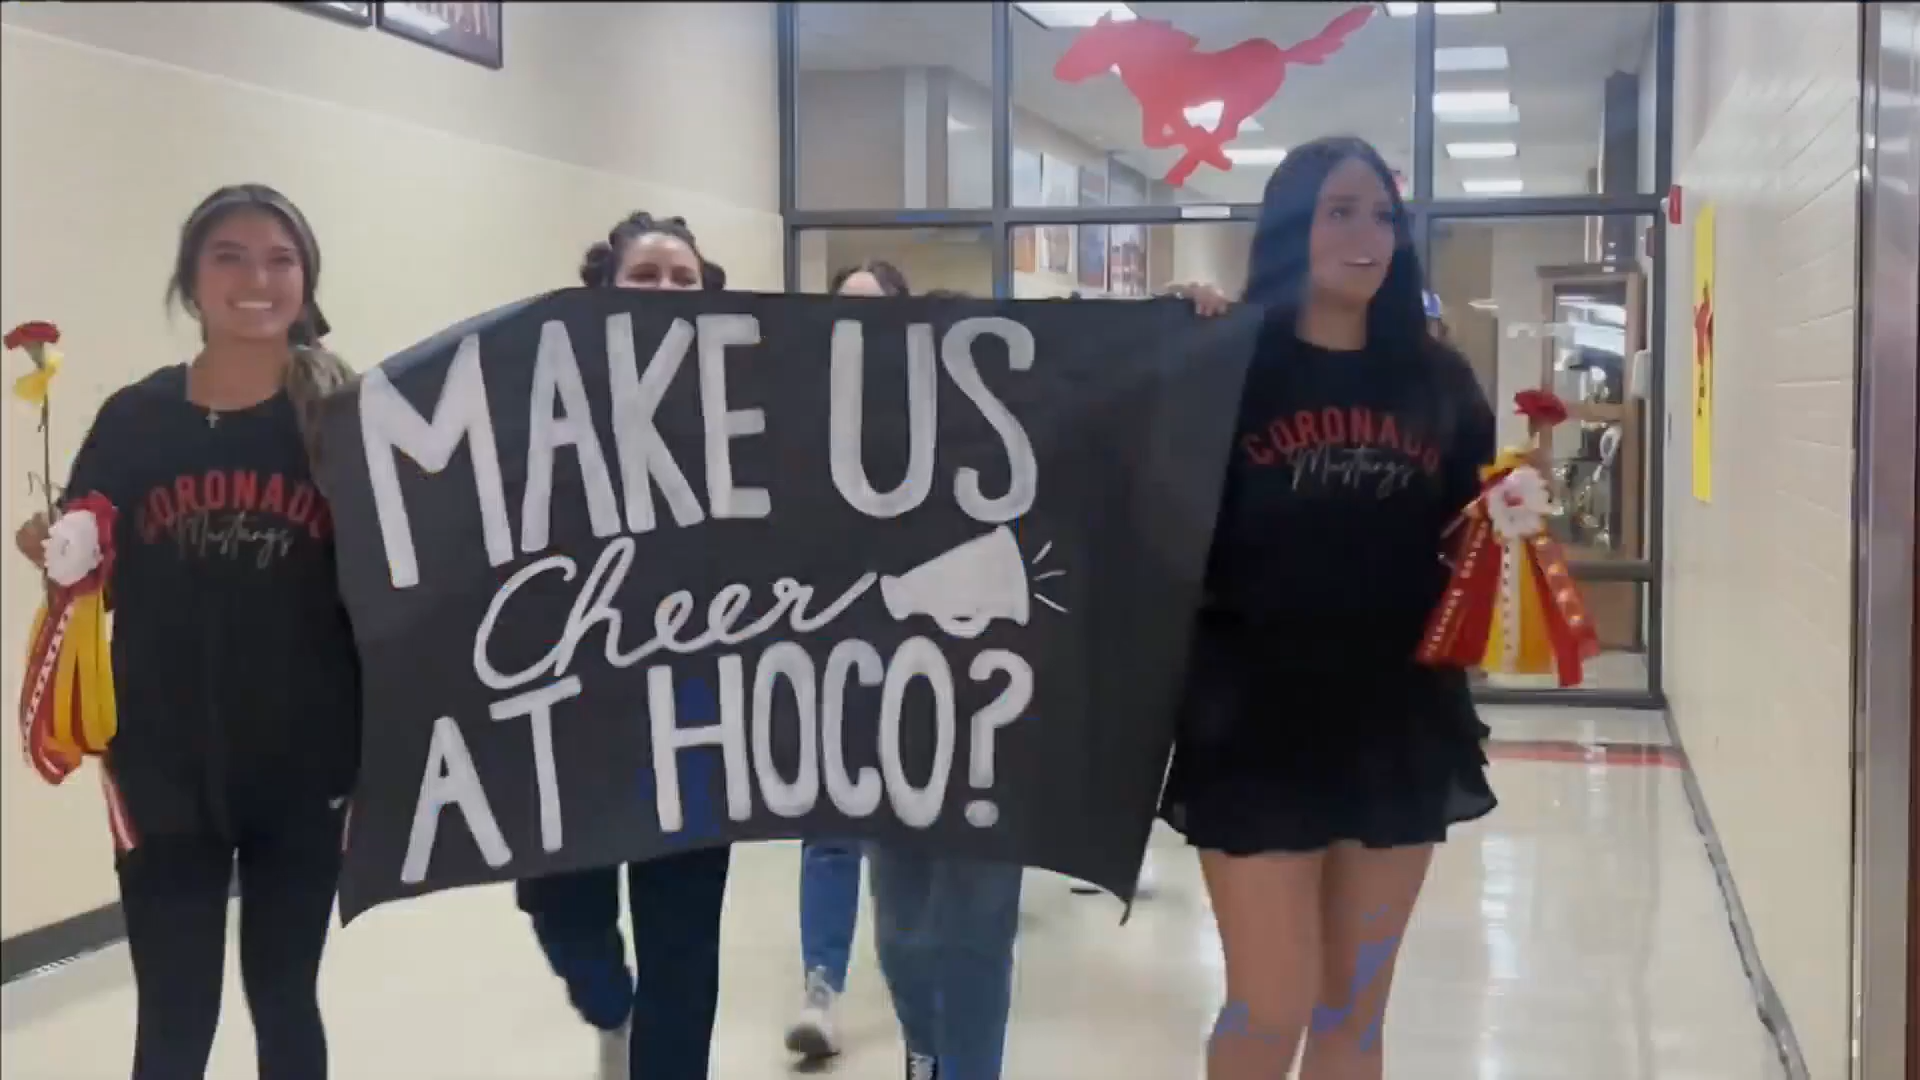 MAKE US
Cheer
AT HOCO?
CORONADO
Mustangs
CORONADO
Mustangs